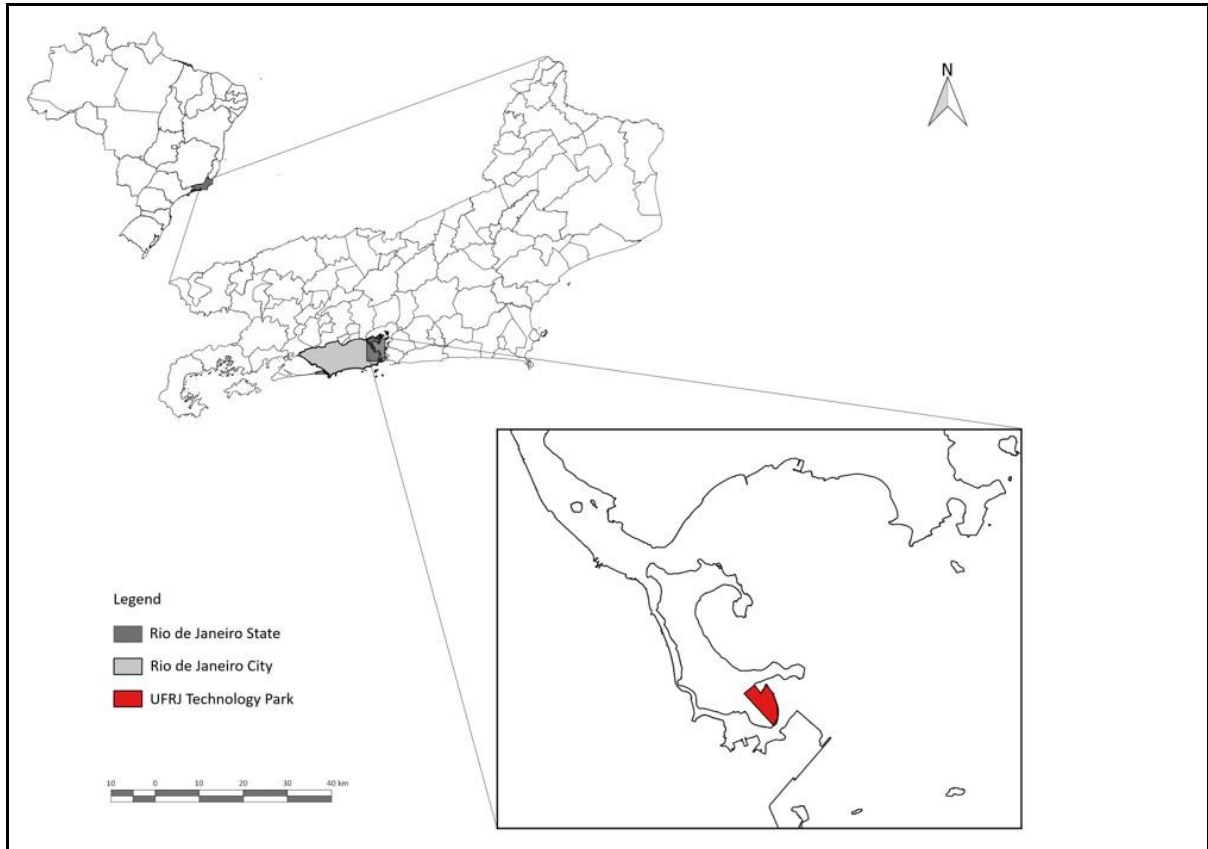 N
Legend
Rio de Janeiro State
Rio de Janeiro City
UFRJ Technology Park
10 0 10 20 30 40 km